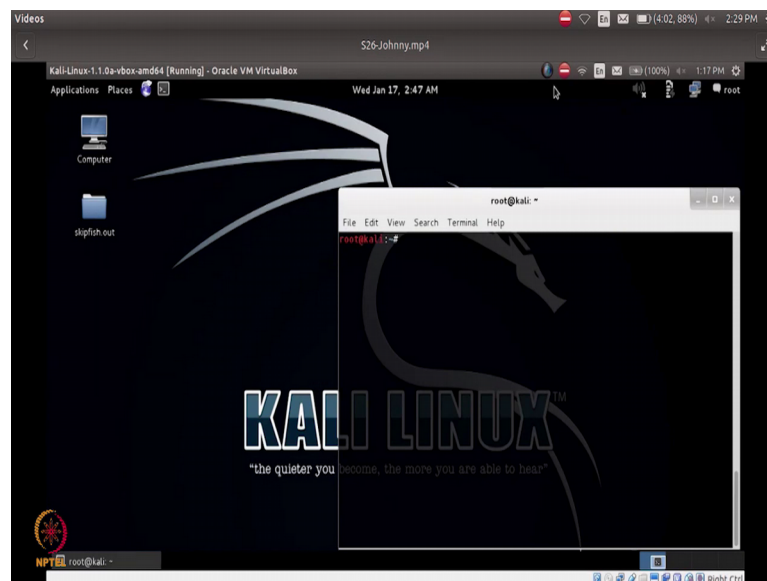 Videos
En
(4:02, 88%)
2:29 PM
S26-Johnny.mp4
Kali-Linux-1.1.0a-vbox-amd64 [Running] - Oracle VM VirtualBox
En
(100%)
1:17 PM
Applications Places
Wed Jan 17, 2:47 AM
root
Computer
skipfish.out
root@kali: ~
File Edit View Search Terminal Help
root@kali:~#
KALI LINUX
TM
"the quieter you become, the more you are able to hear"
NPTEL
root@kali: ~
Right Ctrl